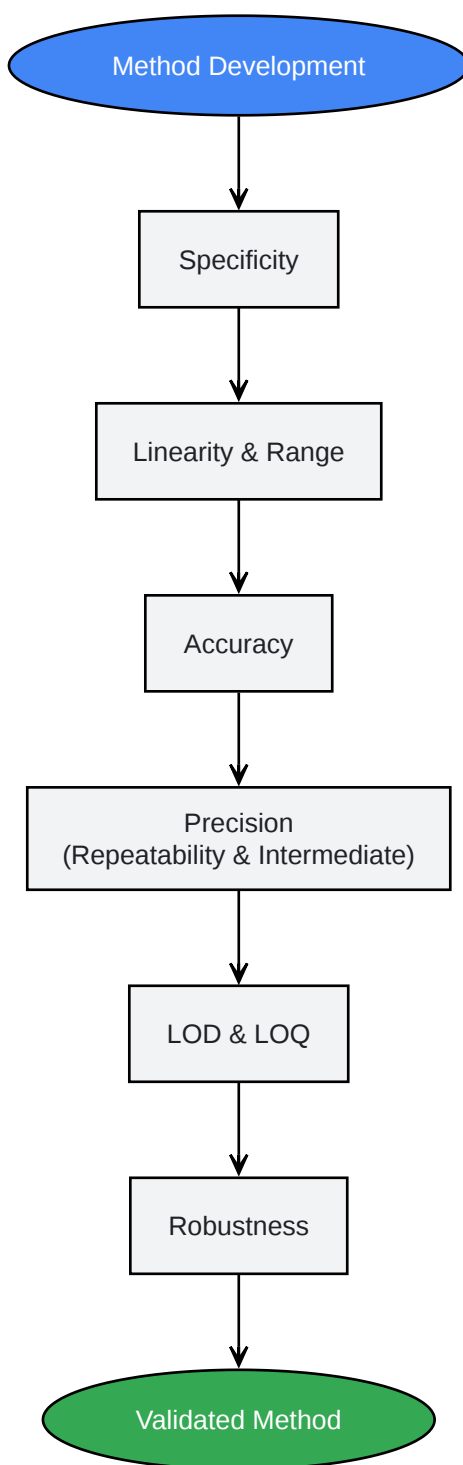 Method Development
Specificity
Linearity & Range
Accuracy
Precision
(Repeatability & Intermediate)
LOD & LOQ
Robustness
Validated Method